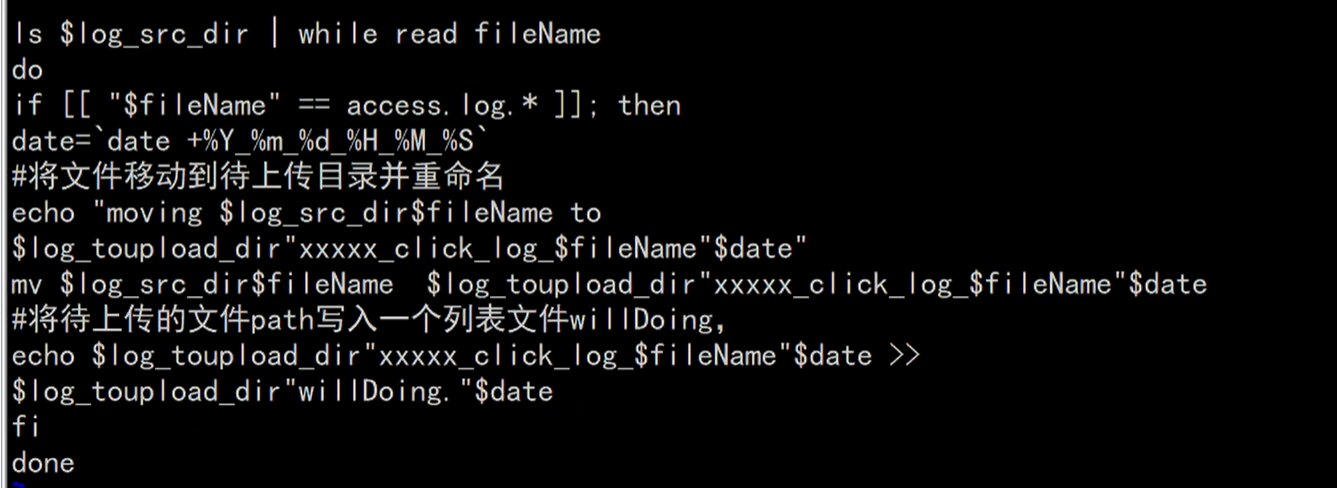 ls $log_src_dir | while read fileName
do
if [[ "$fileName" == access.log.* ]]; then
date=`date +%Y_%m_%d_%H_%M_%S`
#将文件移动到待上传目录并重命名
echo "moving $log_src_dir$fileName to
$log_toupload_dir"xxxxx_click_log_$fileName"$date"
mv $log_src_dir$fileName  $log_toupload_dir"xxxxx_click_log_$fileName"$date
#将待上传的文件path写入一个列表文件willDoing,
echo $log_toupload_dir"xxxxx_click_log_$fileName"$date >>
$log_toupload_dir"willDoing."$date
fi
done
~